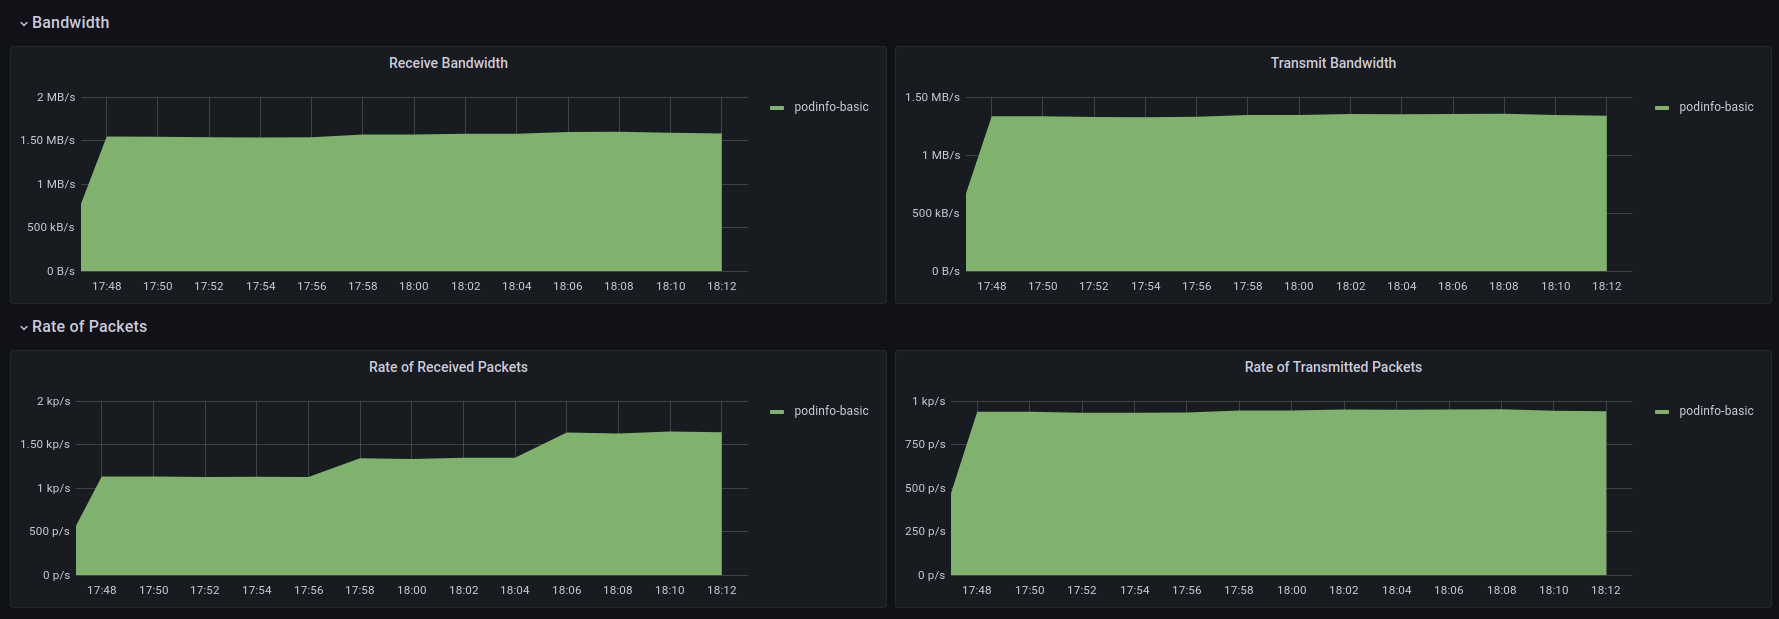 Bandwidth
Receive Bandwidth
2 MB/s
1.50 MB/s
1 MB/s
500 kB/s
0 B/s
17:48 17:50 17:52 17:54 17:56 17:58 18:00 18:02 18:04 18:06 18:08 18:10 18:12
podinfo-basic
Transmit Bandwidth
1.50 MB/s
1 MB/s
500 kB/s
0 B/s
17:48 17:50 17:52 17:54 17:56 17:58 18:00 18:02 18:04 18:06 18:08 18:10 18:12
podinfo-basic
Rate of Packets
Rate of Received Packets
2 kp/s
1.50 kp/s
1 kp/s
500 p/s
0 p/s
17:48 17:50 17:52 17:54 17:56 17:58 18:00 18:02 18:04 18:06 18:08 18:10 18:12
podinfo-basic
Rate of Transmitted Packets
1 kp/s
750 p/s
500 p/s
250 p/s
0 p/s
17:48 17:50 17:52 17:54 17:56 17:58 18:00 18:02 18:04 18:06 18:08 18:10 18:12
podinfo-basic